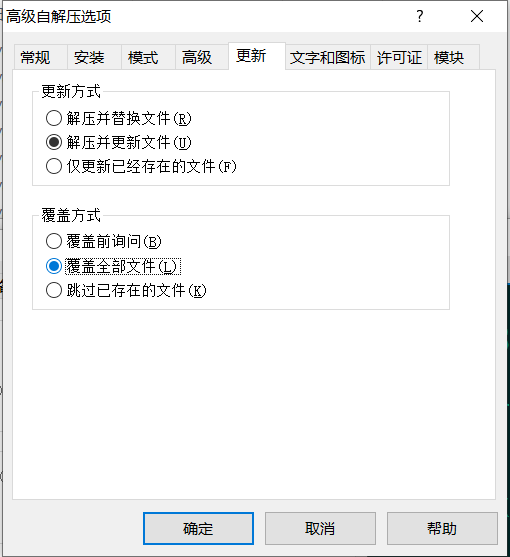 高级自解压选项
常规 安装 模式 高级 更新 文字和图标 许可证 模块
更新方式
解压并替换文件(R)
解压并更新文件(U)
仅更新已经存在的文件(F)
覆盖方式
覆盖前询问(B)
覆盖全部文件(L)
跳过已存在的文件(K)
确定 取消 帮助